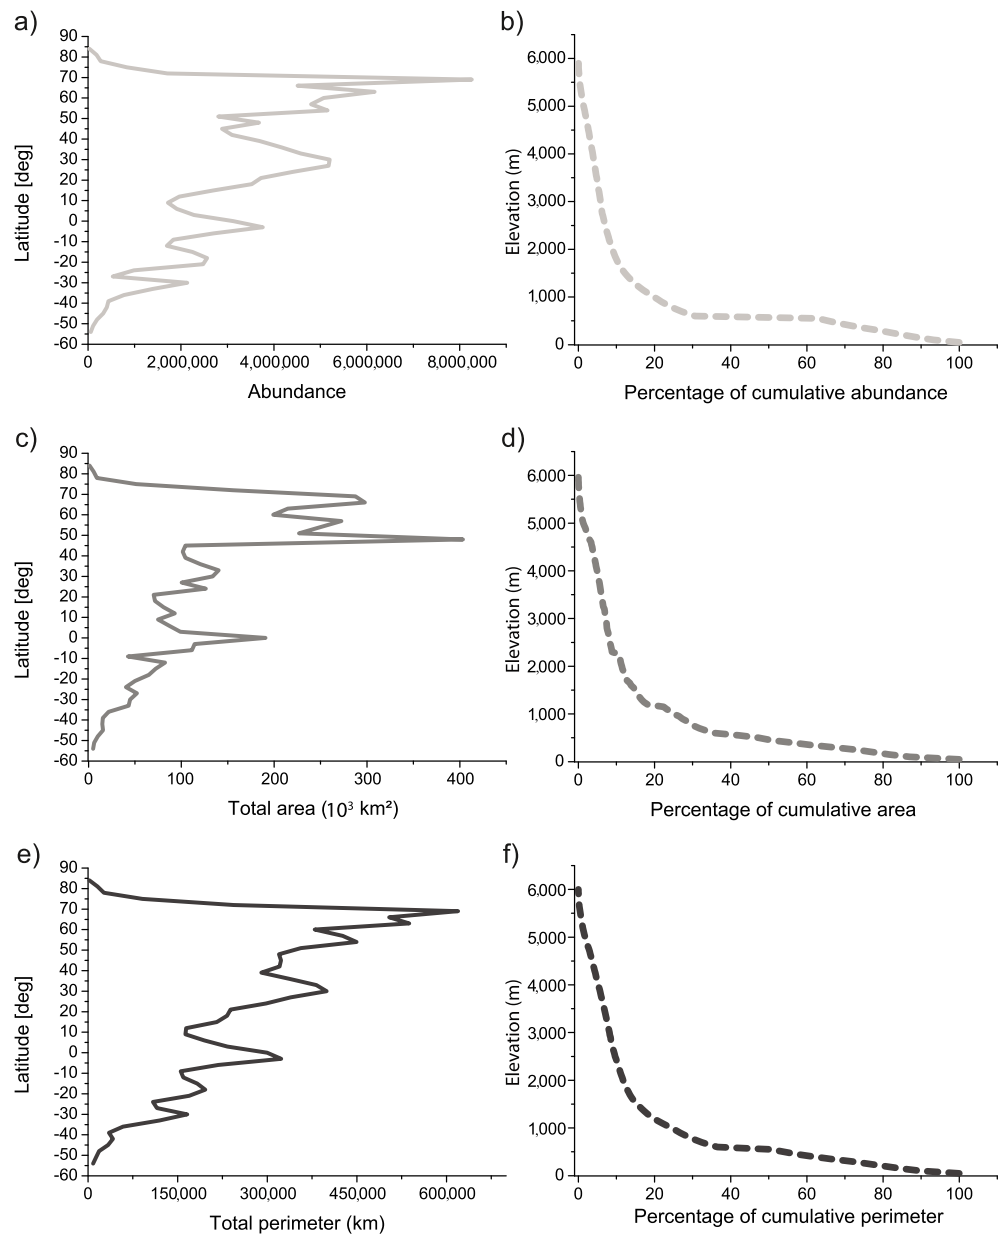 a)
90
80
70
60
50
40
30
20
10
0
-10
-20
-30
-40
-50
-60
Latitude [deg]
0 2,000,000 4,000,000 6,000,000 8,000,000
Abundance
b)
6,000
5,000
4,000
3,000
2,000
1,000
0
Elevation (m)
0 20 40 60 80 100
Percentage of cumulative abundance
c)
90
80
70
60
50
40
30
20
10
0
-10
-20
-30
-40
-50
-60
Latitude [deg]
0 100 200 300 400
Total area (10³ km²)
d)
6,000
5,000
4,000
3,000
2,000
1,000
0
Elevation (m)
0 20 40 60 80 100
Percentage of cumulative area
e)
90
80
70
60
50
40
30
20
10
0
-10
-20
-30
-40
-50
-60
Latitude [deg]
0 150,000 300,000 450,000 600,000
Total perimeter (km)
f)
6,000
5,000
4,000
3,000
2,000
1,000
0
Elevation (m)
0 20 40 60 80 100
Percentage of cumulative perimeter